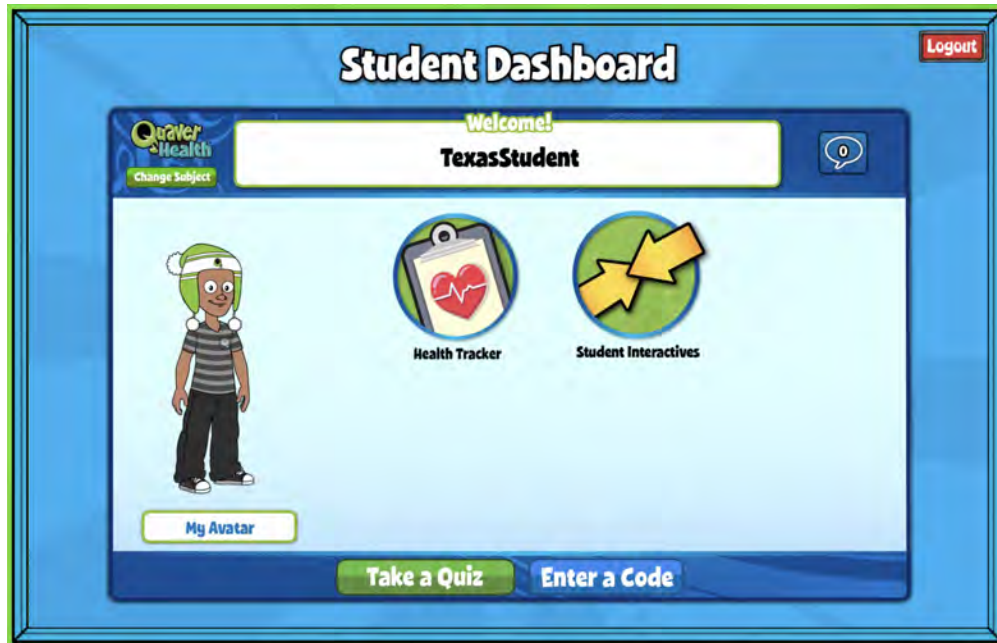 Logout
Student Dashboard
Quaver
Health
Change Subject
Welcome!
TexasStudent
0
Health Tracker
Student Interactives
My Avatar
Take a Quiz
Enter a Code